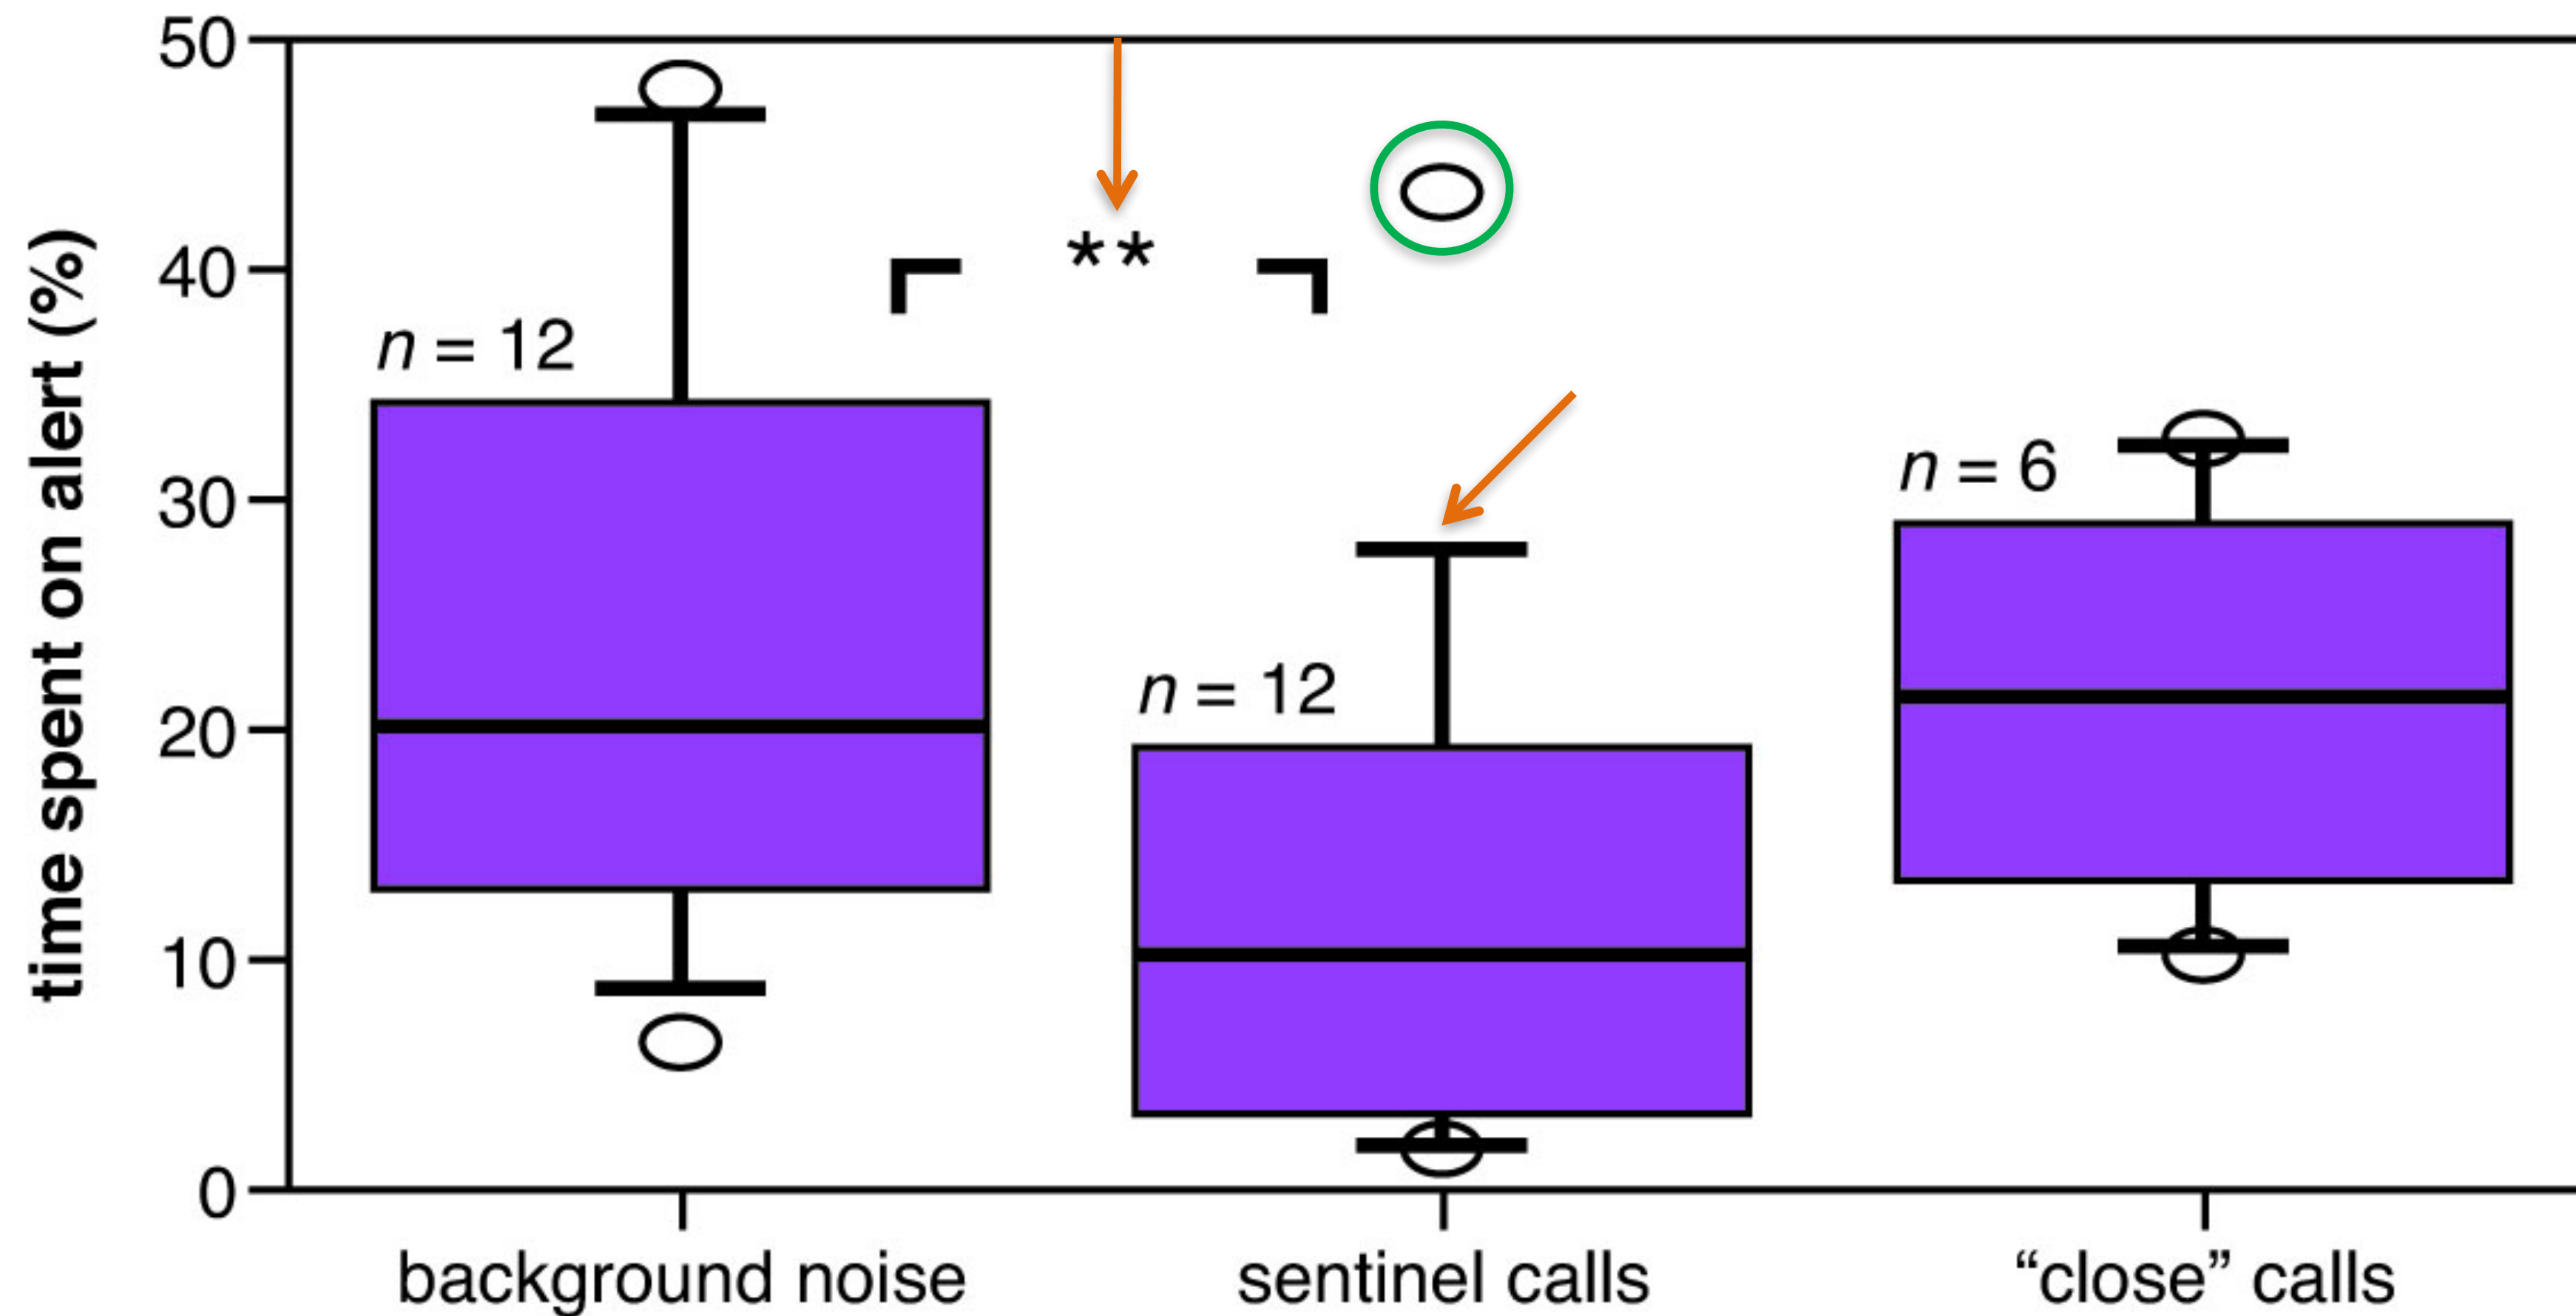 time spent on alert (%)
50
40
30
20
10
0
n = 12
**
n = 12
n = 6
background noise
sentinel calls
“close” calls